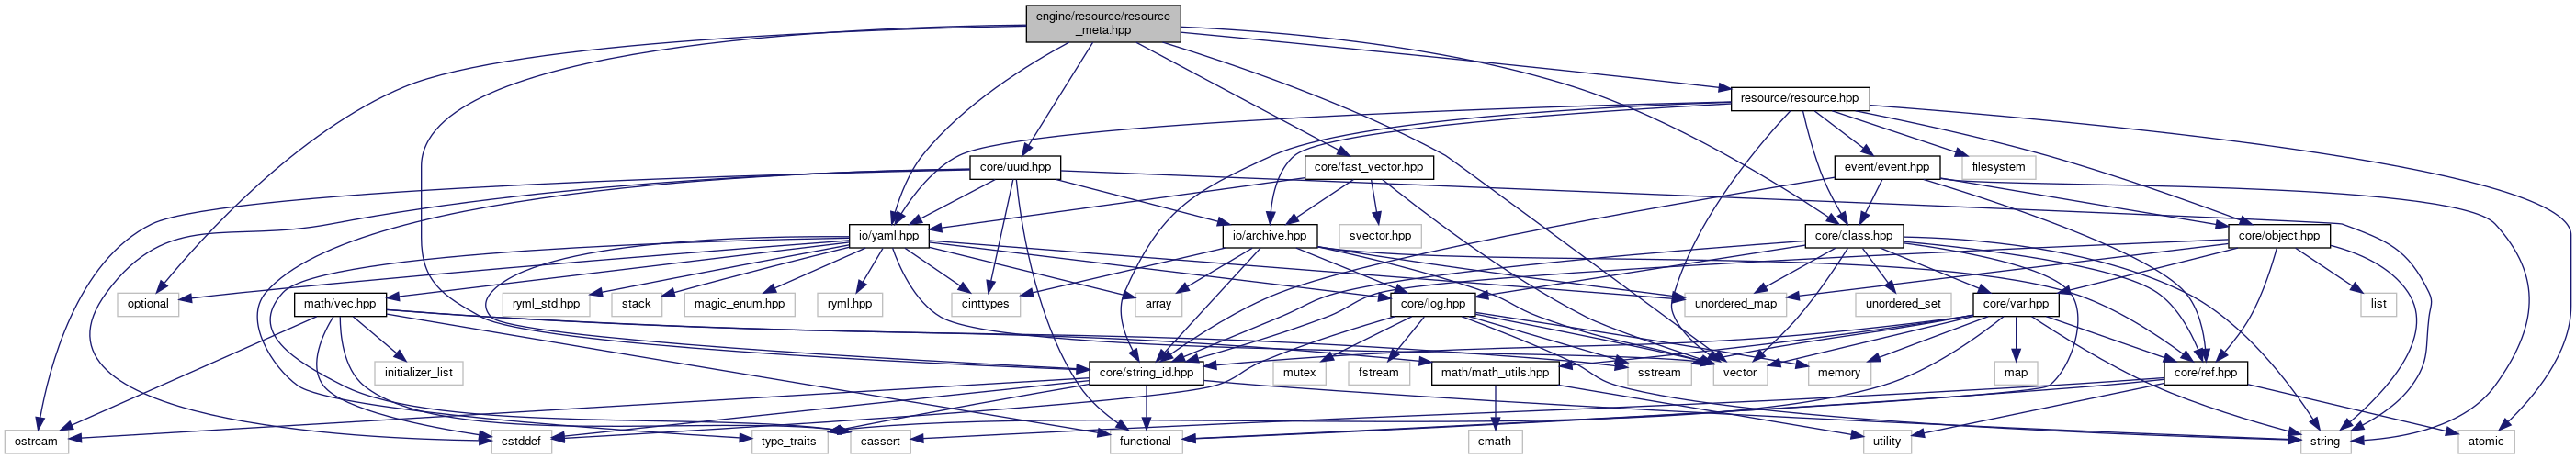 engine/resource/resource
_meta.hpp
resource/resource.hpp
core/uuid.hpp
core/fast_vector.hpp
event/event.hpp
filesystem
io/yaml.hpp
io/archive.hpp
svector.hpp
core/class.hpp
core/object.hpp
optional
math/vec.hpp
ryml_std.hpp
stack
magic_enum.hpp
ryml.hpp
cinttypes
array
core/log.hpp
unordered_map
unordered_set
core/var.hpp
list
initializer_list
core/string_id.hpp
mutex
fstream
math/math_utils.hpp
sstream
vector
memory
map
core/ref.hpp
ostream
cstddef
type_traits
cassert
functional
cmath
utility
string
atomic